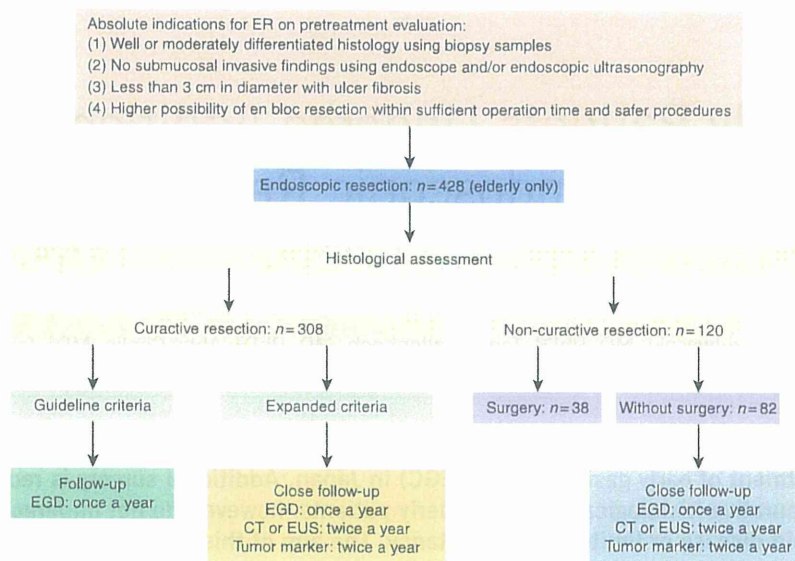 Absolute indications for ER on pretreatment evaluation:
(1) Well or moderately differentiated histology using biopsy samples
(2) No submucosal invasive findings using endoscope and/or endoscopic ultrasonography
(3) Less than 3 cm in diameter with ulcer fibrosis
(4) Higher possibility of en bloc resection within sufficient operation time and safer procedures
Endoscopic resection: n=428 (elderly only)
Histological assessment
Curactive resection: n=308
Non-curactive resection: n=120
Guideline criteria
Expanded criteria
Surgery: n=38
Without surgery: n=82
Follow-up
EGD: once a year
Close follow-up
EGD: once a year
CT or EUS: twice a year
Tumor marker: twice a year
Close follow-up
EGD: once a year
CT or EUS: twice a year
Tumor marker: twice a year